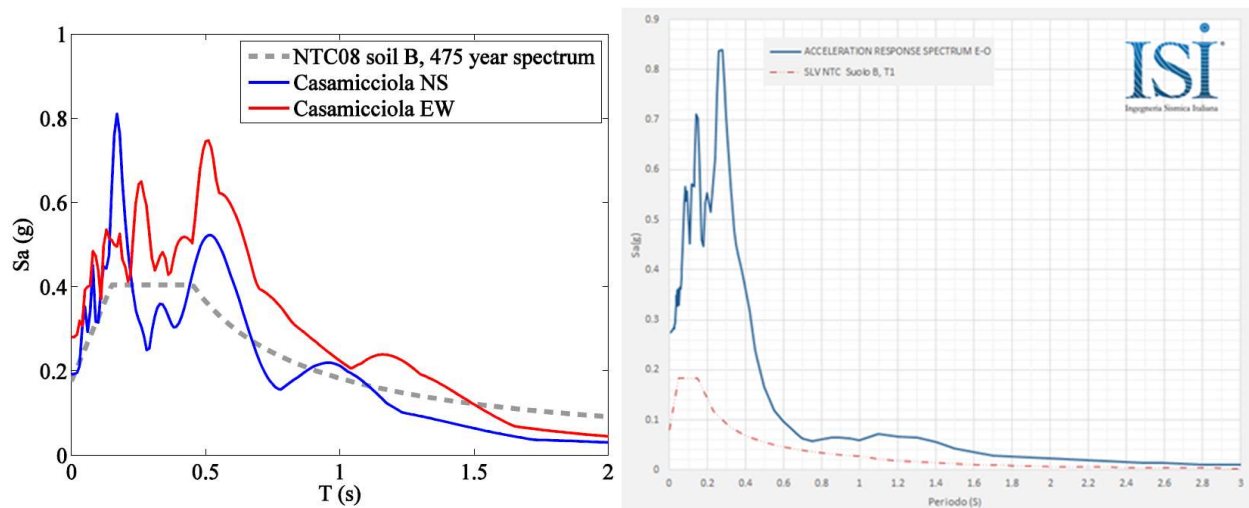 NTC08 soil B, 475 year spectrum
Casamicciola NS
Casamicciola EW
1
0.8
0.6
0.4
0.2
0
Sa (g)
0
0.5
1
1.5
2
T (s)
0.9
0.8
0.7
0.6
0.5
0.4
0.3
0.2
0.1
0
Sa(g)
ACCELERATION RESPONSE SPECTRUM E-O
SLV NTC Suolo B, T1
ISI
Ingegneria Sismica Italiana
0 0.2 0.4 0.6 0.8 1 1.2 1.4 1.6 1.8 2 2.2 2.4 2.6 2.8 3
Periodo (S)